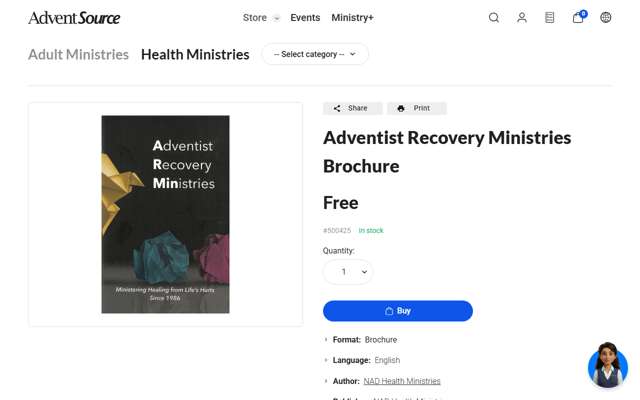 AdventSource
Store Events Ministry+
0
Adult Ministries Health Ministries -- Select category --
Share Print
Adventist
Recovery
Ministries
Ministering Healing from Life's Hurts
Since 1986
Adventist Recovery Ministries
Brochure
Free
#500425 In stock
Quantity:
1
Buy
Format: Brochure
Language: English
Author: NAD Health Ministries